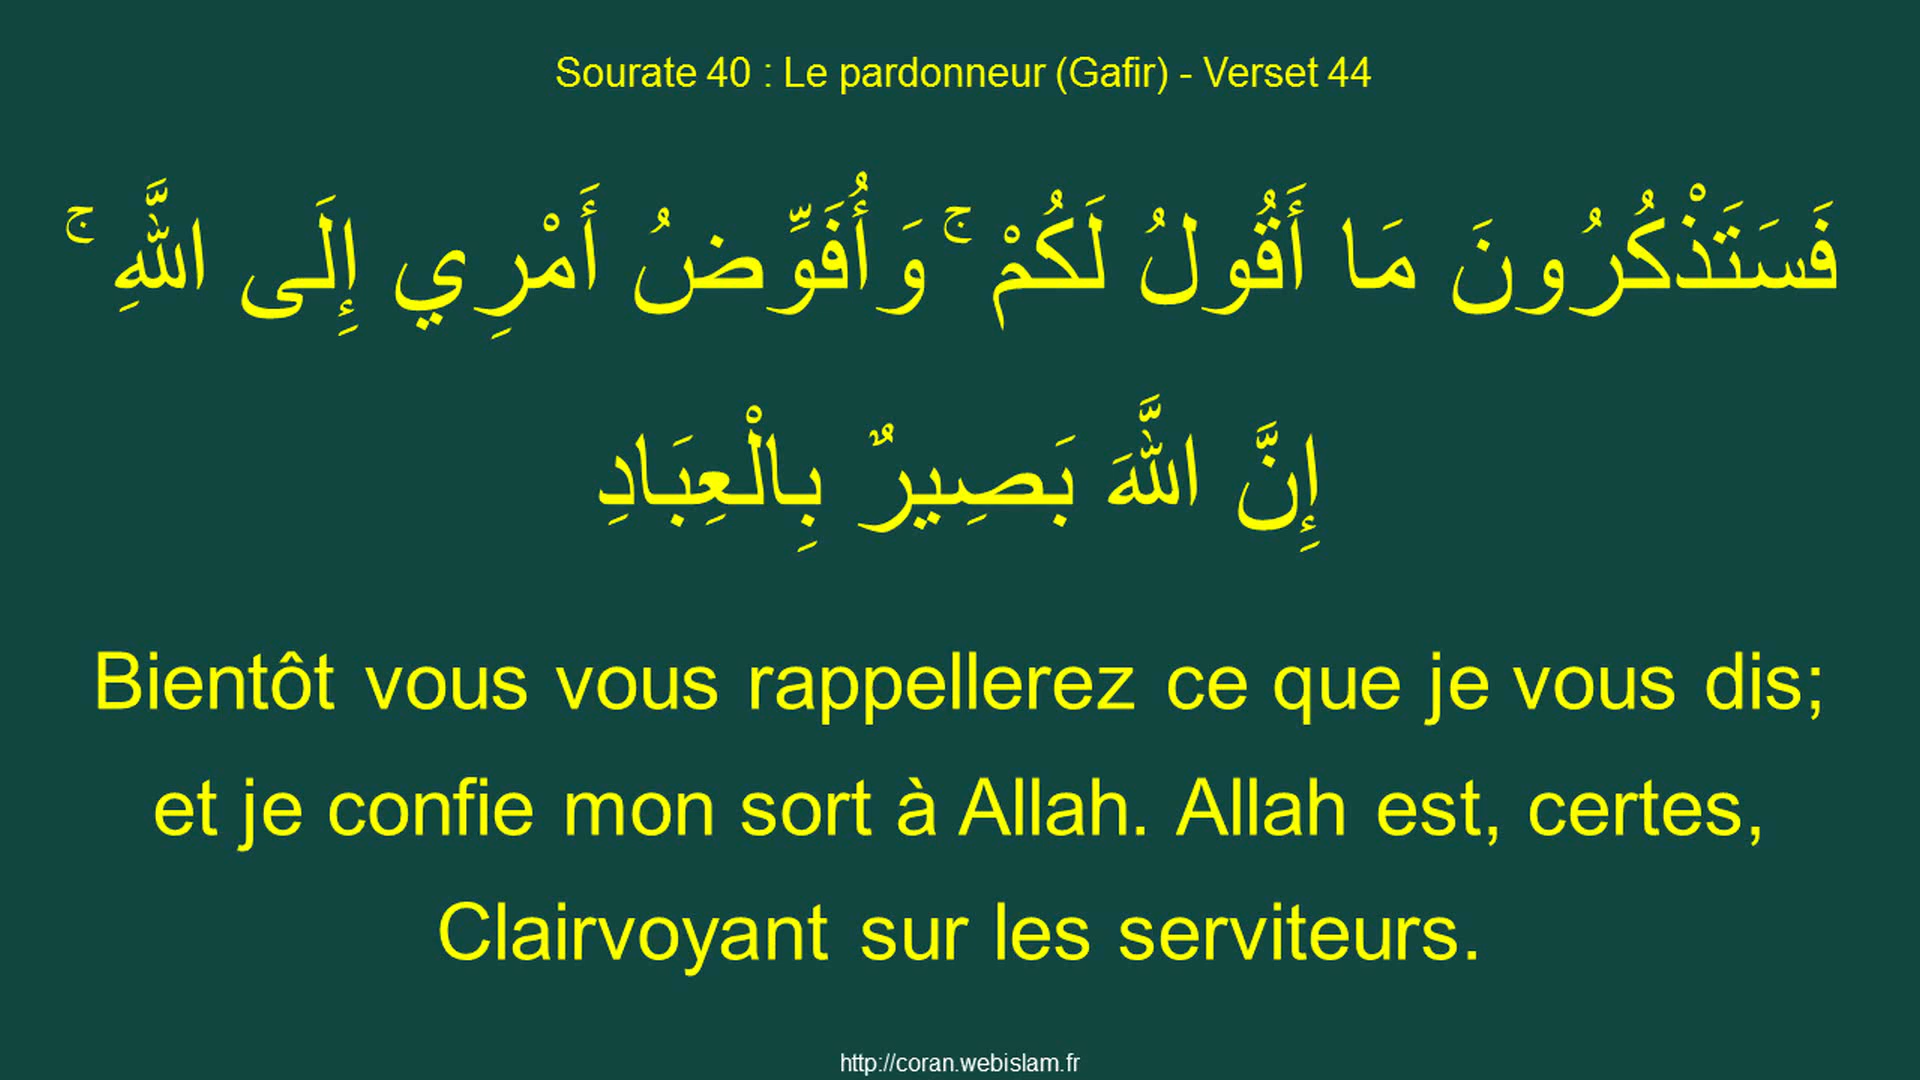 Sourate 40 : Le pardonneur (Gafir) - Verset 44
فَسَتَذْكُرُونَ مَا أَقُولُ لَكُمْ ۚ وَأُفَوِّضُ أَمْرِي إِلَى اللَّهِ ۚ
إِنَّ اللَّهَ بَصِيرٌ بِالْعِبَادِ
Bientôt vous vous rappellerez ce que je vous dis;
et je confie mon sort à Allah. Allah est, certes,
Clairvoyant sur les serviteurs.
http://coran.webislam.fr